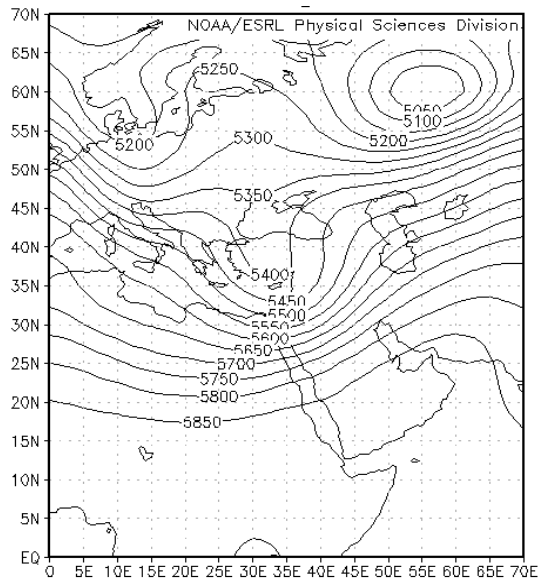 70N
NOAA/ESRL Physical Sciences Division
65N
5250
60N
5050
5100
55N
5200
5200
5300
50N
5350
45N
40N
5400
35N
5450
5500
5550
30N
5600
5650
25N
5700
5750
20N
5800
5850
15N
10N
5N
EQ
0 5E 10E 15E 20E 25E 30E 35E 40E 45E 50E 55E 60E 65E 70E